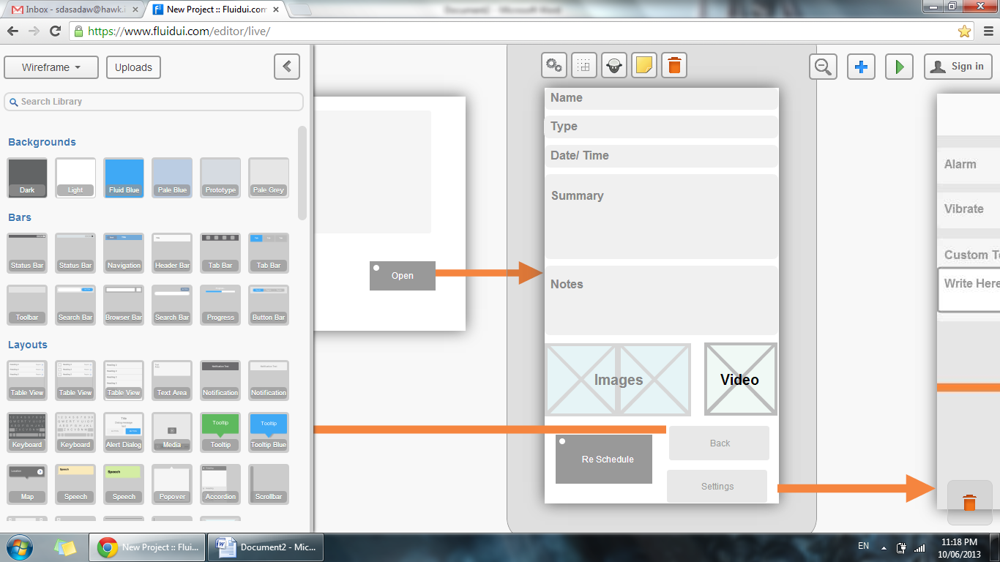 Inbox - sdasadaw@hawk.i
New Project :: Fluidui.com
https://www.fluidui.com/editor/live/
Wireframe
Uploads
Sign in
Search Library
Backgrounds
Dark Light Fluid Blue Pale Blue Prototype Pale Grey
Bars
Status Bar Status Bar Navigation Header Bar Tab Bar Tab Bar
Toolbar Search Bar Browser Bar Search Bar Progress Button Bar
Layouts
Table View Table View Table View Text Area Notification Notification
Tooltip Tooltip
Keyboard Keyboard Alert Dialog Media Tooltip Tooltip Blue
Speech Speech
Map Speech Speech Popover Accordion Scrollbar
Open
Name
Type
Date/ Time
Summary
Notes
Images
Video
Back
Re Schedule
Settings
Alarm
Vibrate
Custom Te
Write Here
New Project :: Flui...
Document2 - Micros...
EN
11:18 PM
10/06/2013